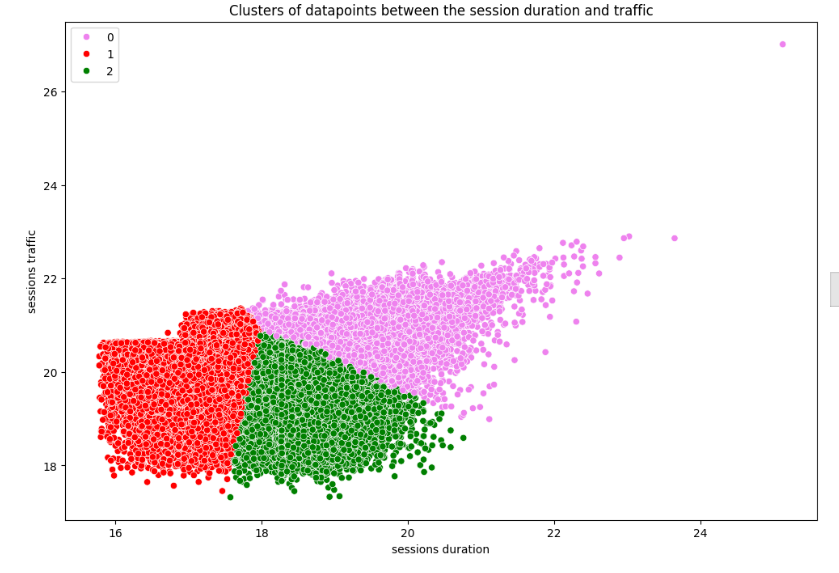 Clusters of datapoints between the session duration and traffic
0
1
2
26
24
22
20
18
sessions traffic
16 18 20 22 24
sessions duration